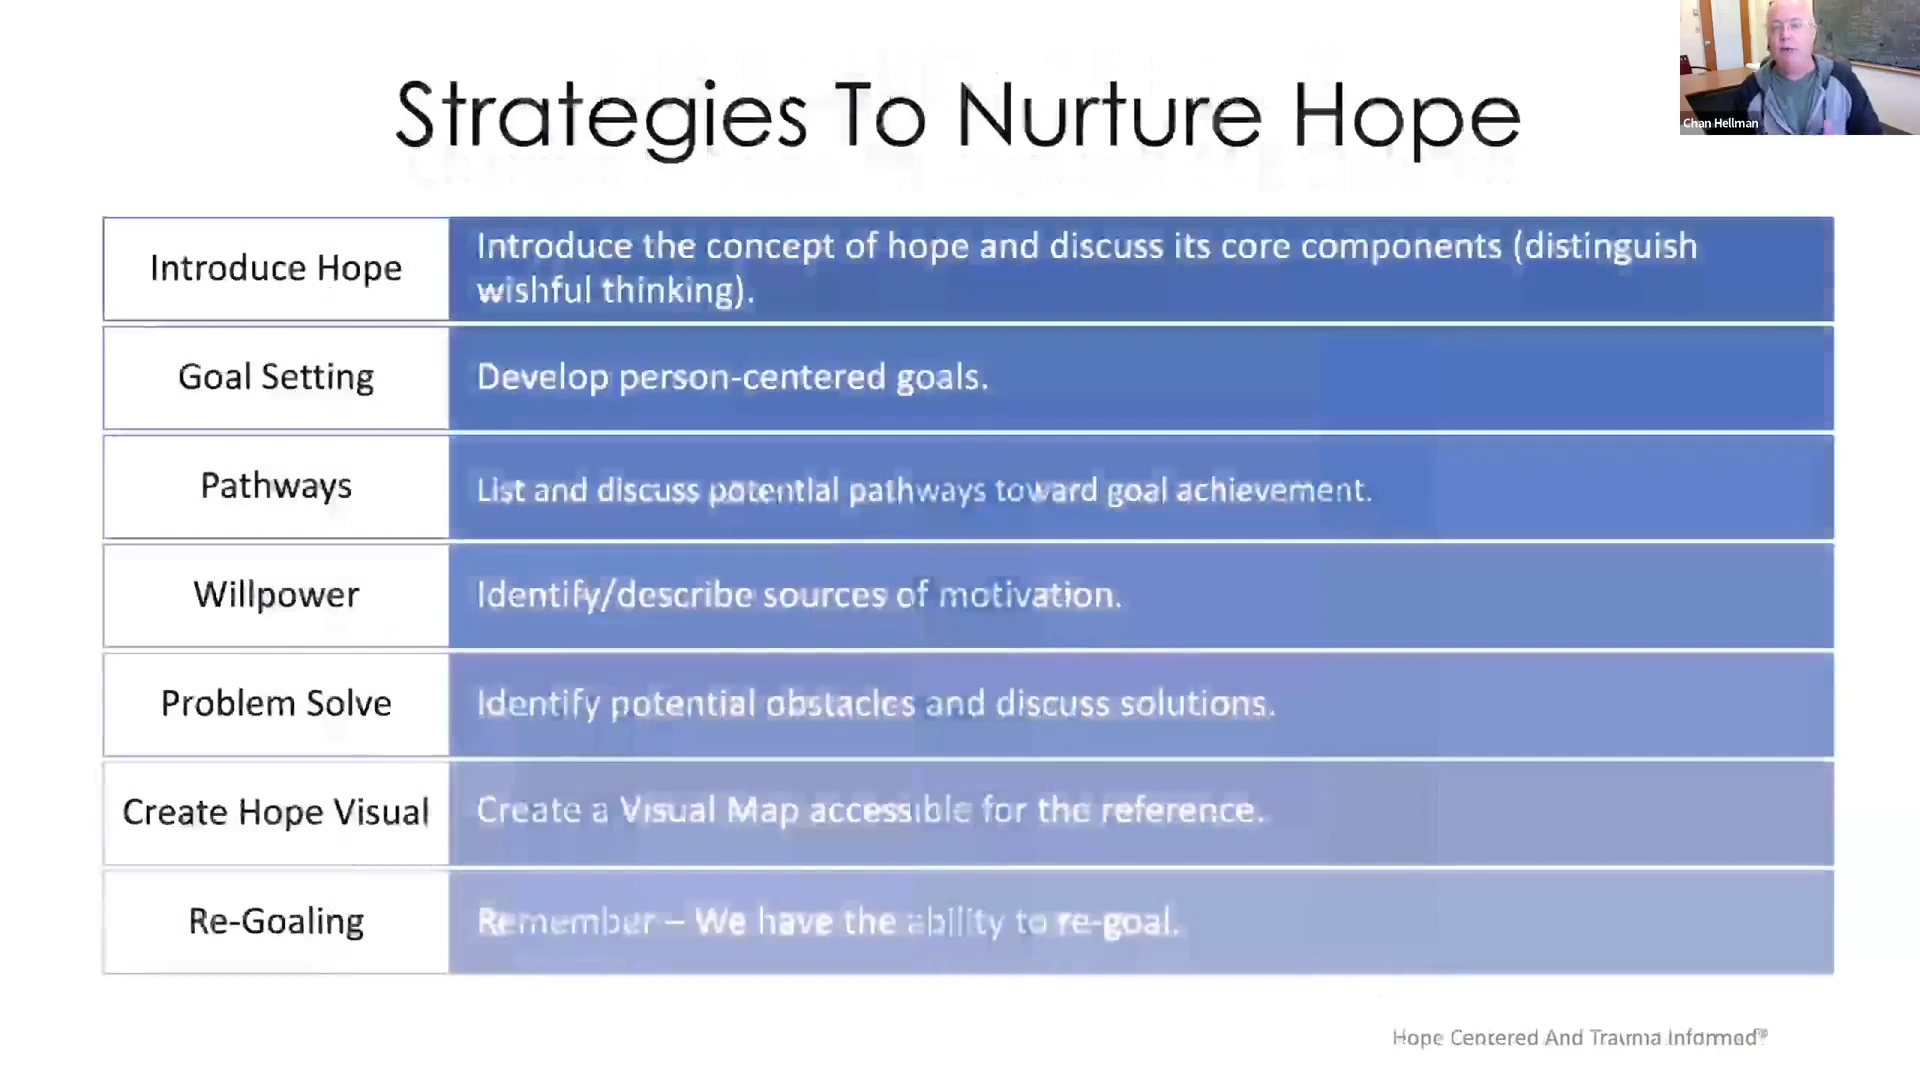 Strategies To Nurture Hope
Chan Hellman
Introduce Hope
Introduce the concept of hope and discuss its core components (distinguish
wishful thinking).
Goal Setting
Develop person-centered goals.
Pathways
List and discuss potential pathways toward goal achievement.
Willpower
Identify/describe sources of motivation.
Problem Solve
Identify potential obstacles and discuss solutions.
Create Hope Visual
Create a Visual Map accessible for the reference.
Re-Goaling
Remember – We have the ability to re-goal.
Hope Centered And Trauma Informed®